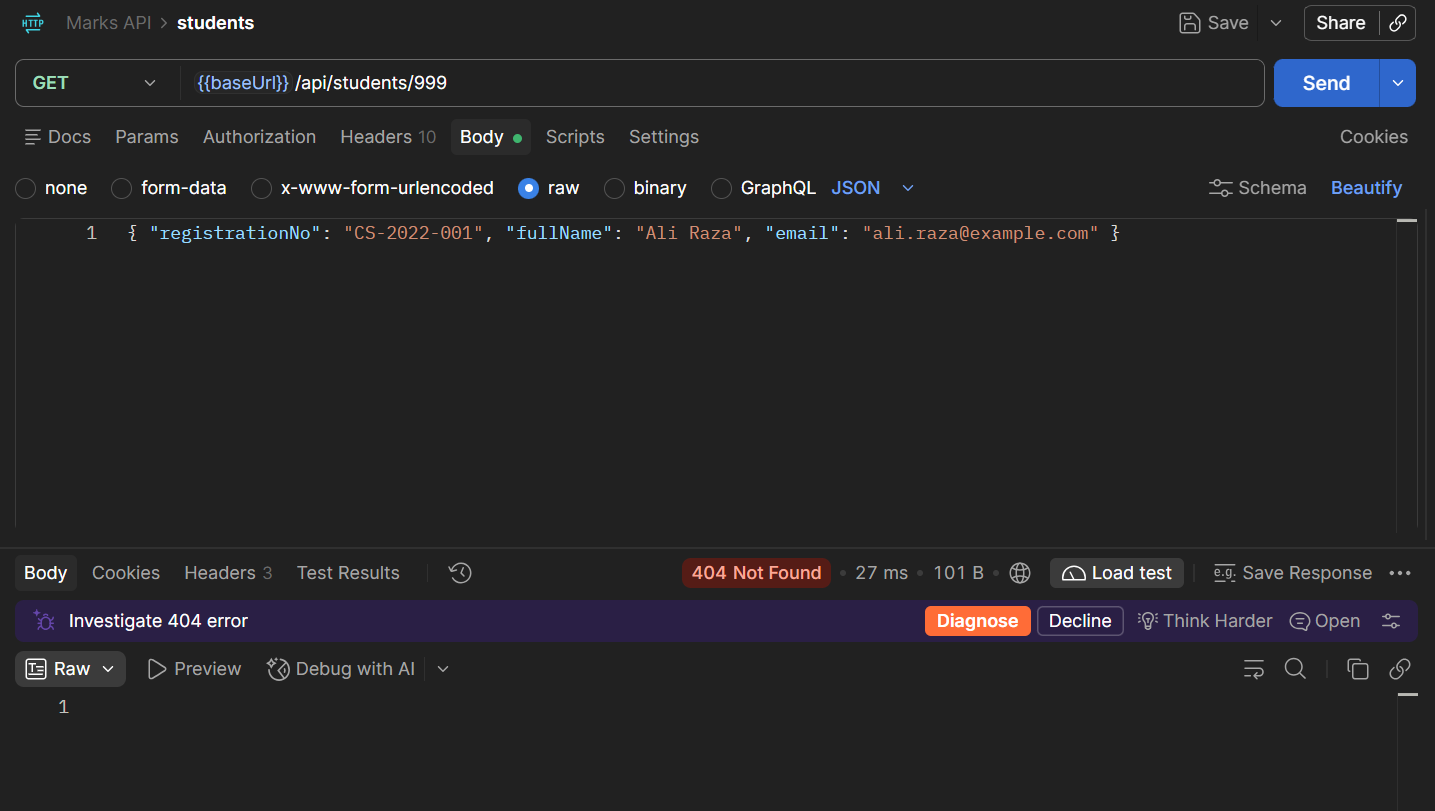 HTTP Marks API > students Save Share
GET {{baseUrl}} /api/students/999 Send
Docs Params Authorization Headers 10 Body Scripts Settings Cookies
none form-data x-www-form-urlencoded raw binary GraphQL JSON Schema Beautify
1 { "registrationNo": "CS-2022-001", "fullName": "Ali Raza", "email": "ali.raza@example.com" }
Body Cookies Headers 3 Test Results 404 Not Found • 27 ms • 101 B • Load test e.g. Save Response
Investigate 404 error Diagnose Decline Think Harder Open
Raw Preview Debug with AI
1